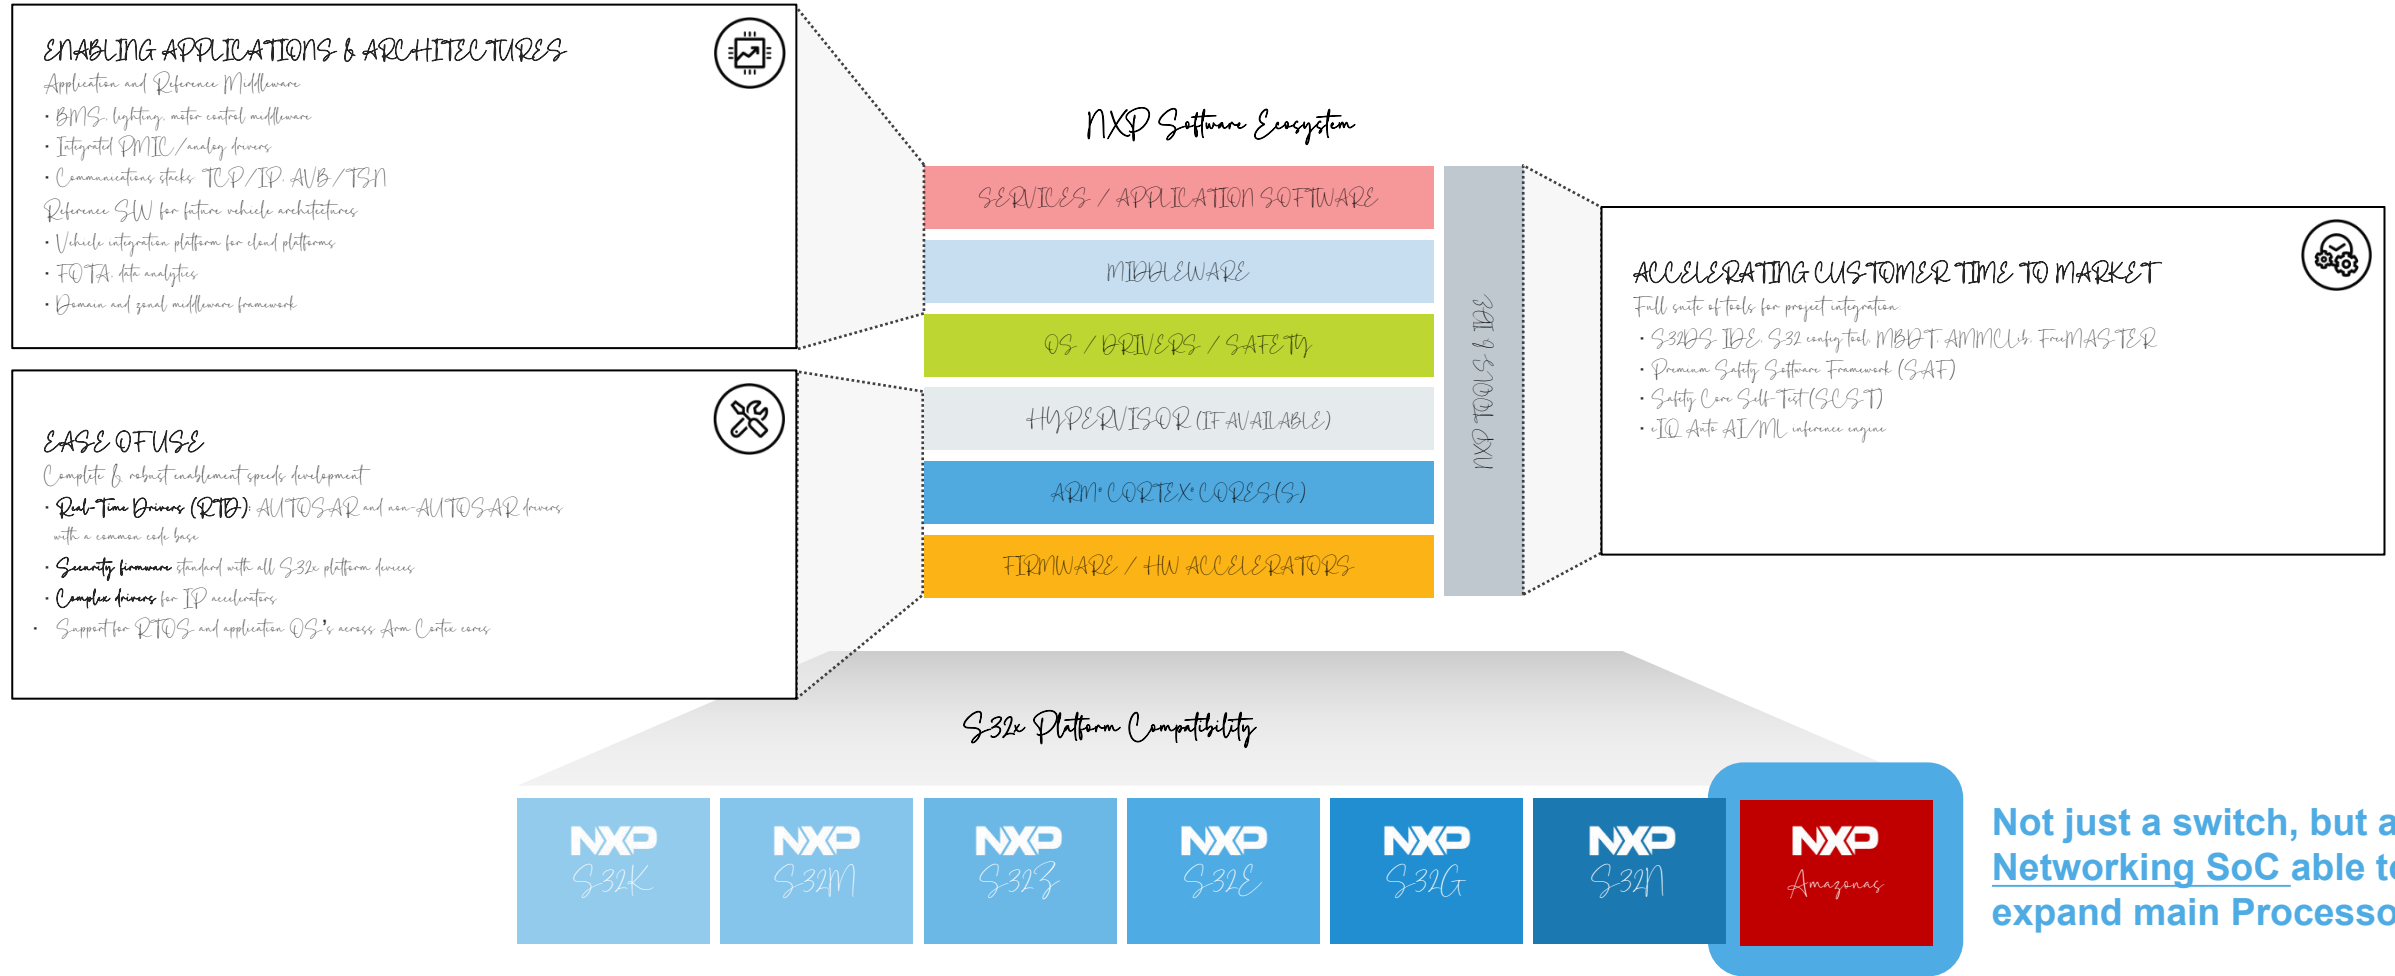 ENABLING APPLICATIONS & ARCHITECTURES
Application and Reference Middleware
• BMS, lighting, motor control middleware
• Integrated PMIC/analog drivers
• Communications stacks TCP/IP, AVB/TSN
Reference SW for future vehicle architectures
• Vehicle integration platform for cloud platforms
• FOTA, data analytics
• Domain and zonal middleware framework
EASE OF USE
Complete & robust enablement speeds development
• Real-Time Drivers (RTD): AUTOSAR and non-AUTOSAR drivers
with a common code base
• Security firmware standard with all S32x platform devices
• Complex drivers for IP accelerators
• Support for RTOS and application OS's across Arm Cortex cores
NXP Software Ecosystem
SERVICES / APPLICATION SOFTWARE
MIDDLEWARE
OS / DRIVERS / SAFETY
HYPERVISOR (IF AVAILABLE)
ARM® CORTEX® CORES(S)
FIRMWARE / HW ACCELERATORS
NXP TOOLS & IDE
ACCELERATING CUSTOMER TIME TO MARKET
Full suite of tools for project integration
• S32DS IDE, S32 config tool, MBDT, AMMCLib, FreeMASTER
• Premium Safety Software Framework (SAF)
• Safety Core Self-Test (SCST)
• eIQ Auto AI/ML inference engine
S32x Platform Compatibility
NXP
S32K
NXP
S32M
NXP
S32Z
NXP
S32E
NXP
S32G
NXP
S32N
NXP
Amazonas
Not just a switch, but a
Networking SoC able t
expand main Process